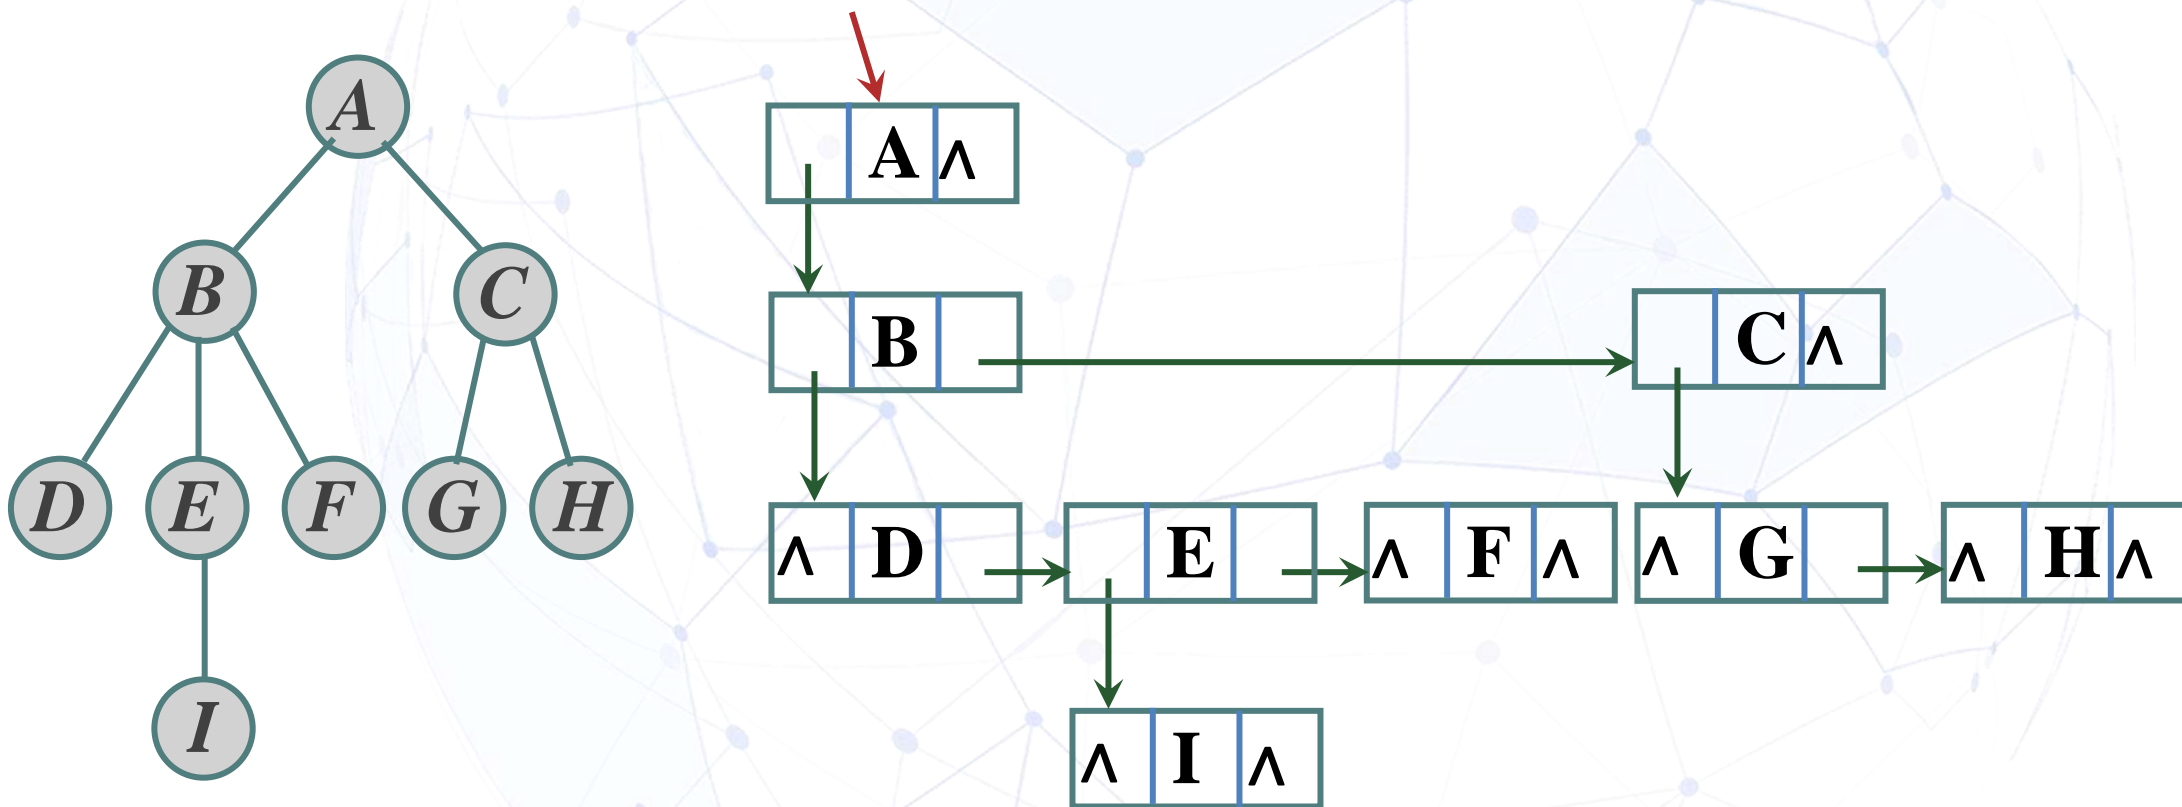 A
B C
D E F G H
I
A ∧
B
C ∧
∧ D
E
∧ F ∧
∧ G
∧ H ∧
∧ I ∧